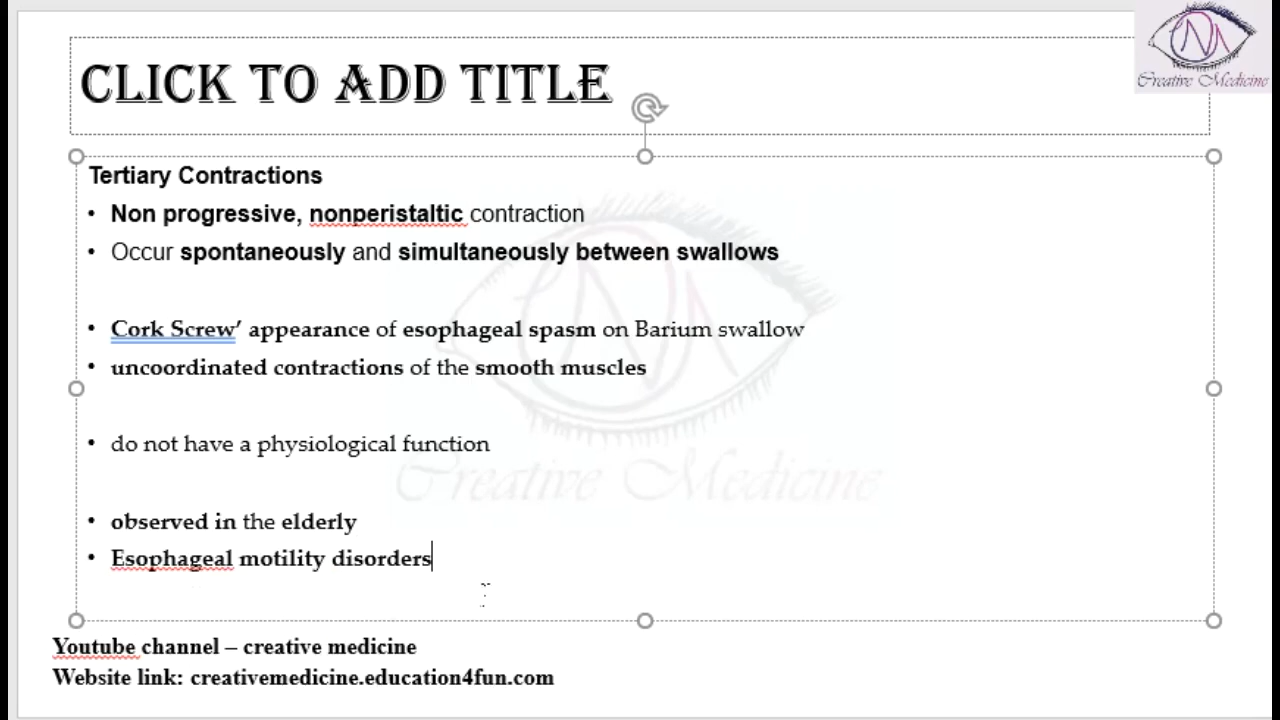 CLICK TO ADD TITLE
Creative Medicine
Tertiary Contractions
• Non progressive, nonperistaltic contraction
• Occur spontaneously and simultaneously between swallows
• Cork Screw’ appearance of esophageal spasm on Barium swallow
• uncoordinated contractions of the smooth muscles
• do not have a physiological function
Creative Medicine
• observed in the elderly
• Esophageal motility disorders
Youtube channel – creative medicine
Website link: creativemedicine.education4fun.com